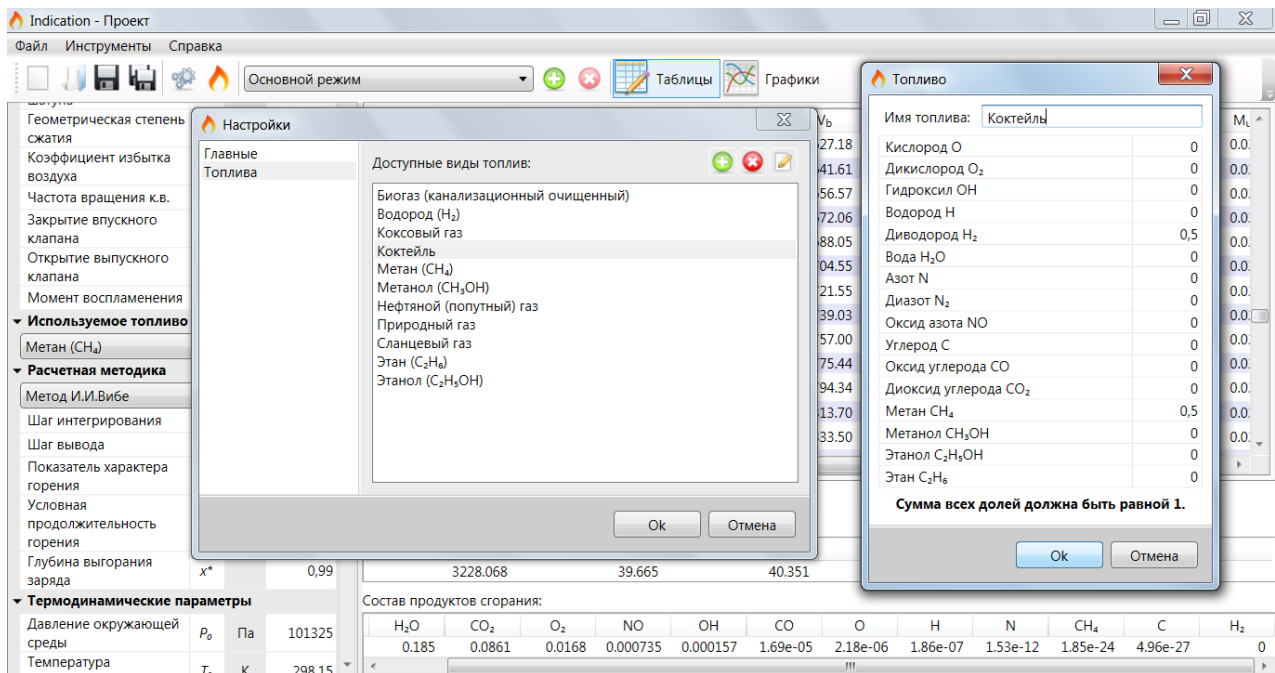 Indication - Проект
Файл Инструменты Справка
Основной режим
Таблицы
Графики
Геометрическая степень сжатия
Коэффициент избытка воздуха
Частота вращения к.в.
Закрытие впускного клапана
Открытие выпускного клапана
Момент воспламенения
Используемое топливо
Метан (CH₄)
Расчетная методика
Метод И.И.Вибе
Шаг интегрирования
Шаг вывода
Показатель характера горения
Условная продолжительность горения
Глубина выгорания заряда x* 0,99
Термодинамические параметры
Давление окружающей среды P₀ Па 101325
Температура K 298.15
Настройки
Главные
Топлива
Доступные виды топлив:
Биогаз (канализационный очищенный)
Водород (H₂)
Коксовый газ
Коктейль
Метан (CH₄)
Метанол (CH₃OH)
Нефтяной (попутный) газ
Природный газ
Сланцевый газ
Этан (C₂H₆)
Этанол (C₂H₅OH)
Ok Отмена
Топливо
Имя топлива: Коктейль
Кислород O 0
Дикислород O₂ 0
Гидроксил OH 0
Водород H 0
Диводород H₂ 0,5
Вода H₂O 0
Азот N 0
Диазот N₂ 0
Оксид азота NO 0
Углерод C 0
Оксид углерода CO 0
Диоксид углерода CO₂ 0
Метан CH₄ 0,5
Метанол CH₃OH 0
Этанол C₂H₅OH 0
Этан C₂H₆ 0
Сумма всех долей должна быть равной 1.
Ok Отмена
3228.068 39.665 40.351
Состав продуктов сгорания:
H₂O CO₂ O₂ NO OH CO O H N CH₄ C H₂
0.185 0.0861 0.0168 0.000735 0.000157 1.69e-05 2.18e-06 1.86e-07 1.53e-12 1.85e-24 4.96e-27 0